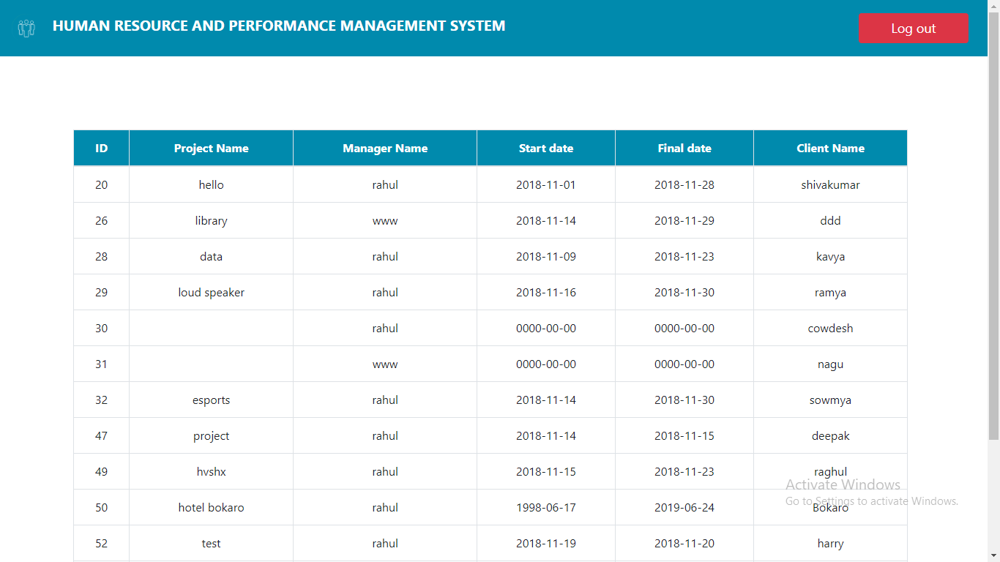 HUMAN RESOURCE AND PERFORMANCE MANAGEMENT SYSTEM
Log out
ID Project Name Manager Name Start date Final date Client Name
20 hello rahul 2018-11-01 2018-11-28 shivakumar
26 library www 2018-11-14 2018-11-29 ddd
28 data rahul 2018-11-09 2018-11-23 kavya
29 loud speaker rahul 2018-11-16 2018-11-30 ramya
30 rahul 0000-00-00 0000-00-00 cowdesh
31 www 0000-00-00 0000-00-00 nagu
32 esports rahul 2018-11-14 2018-11-30 sowmya
47 project rahul 2018-11-14 2018-11-15 deepak
49 hvshx rahul 2018-11-15 2018-11-23 raghul
Activate Windows
Go to Settings to activate Windows.
50 hotel bokaro rahul 1998-06-17 2019-06-24 Bokaro
52 test rahul 2018-11-19 2018-11-20 harry